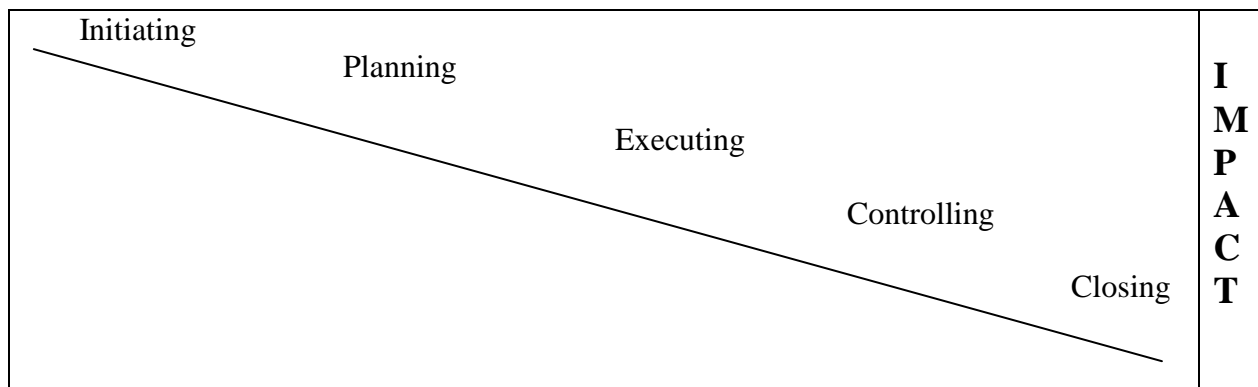 Initiating
Planning
Executing
Controlling
Closing
I
M
P
A
C
T